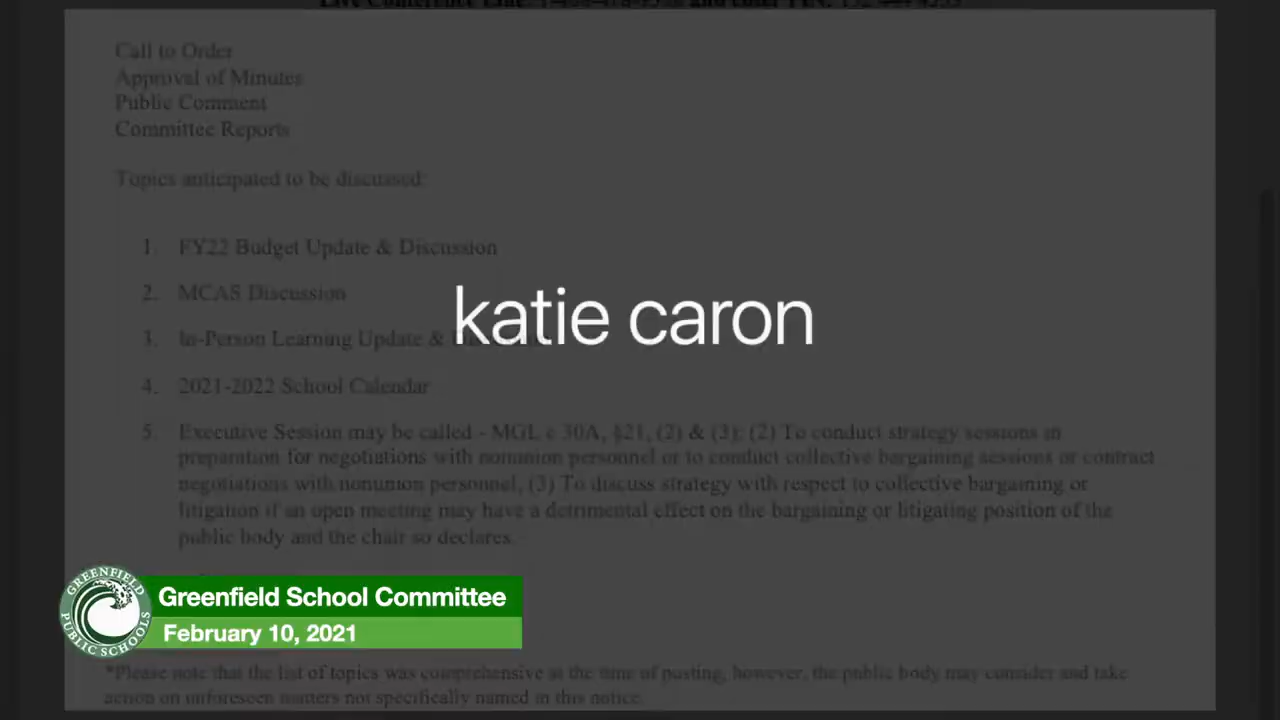 Call to Order
Approval of Minutes
Public Comment
Committee Reports
Topics anticipated to be discussed:
1. FY22 Budget Update & Discussion
2. MCAS Discussion
katie caron
3. In-Person Learning Update &
4. 2021-2022 School Calendar
5. Executive Session may be called - MGL c 30A, §21, (2) & (3); (2) To conduct strategy sessions in
preparation for negotiations with nonunion personnel or to conduct collective bargaining sessions or contract
negotiations with nonunion personnel, (3) To discuss strategy with respect to collective bargaining or
litigation if an open meeting may have a detrimental effect on the bargaining or litigating position of the
public body and the chair so declares.
GREENFIELD
PUBLIC SCHOOLS
Greenfield School Committee
February 10, 2021
*Please note that the list of topics was comprehensive at the time of posting, however, the public body may consider and take
action on unforeseen matters not specifically named in this notice.